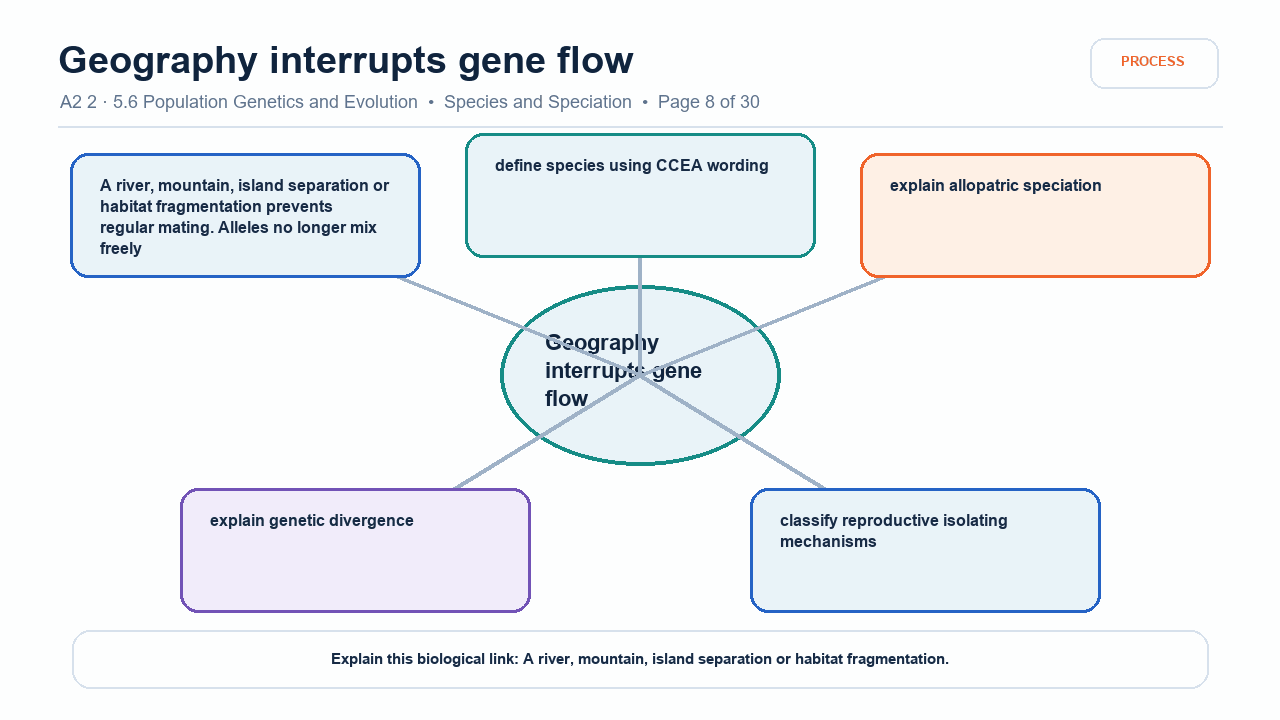 Geography interrupts gene flow
PROCESS
A2 2 · 5.6 Population Genetics and Evolution • Species and Speciation • Page 8 of 30
A river, mountain, island separation or
habitat fragmentation prevents
regular mating. Alleles no longer mix
freely
define species using CCEA wording
explain allopatric speciation
Geography
interrupts gene
flow
explain genetic divergence
classify reproductive isolating
mechanisms
Explain this biological link: A river, mountain, island separation or habitat fragmentation.